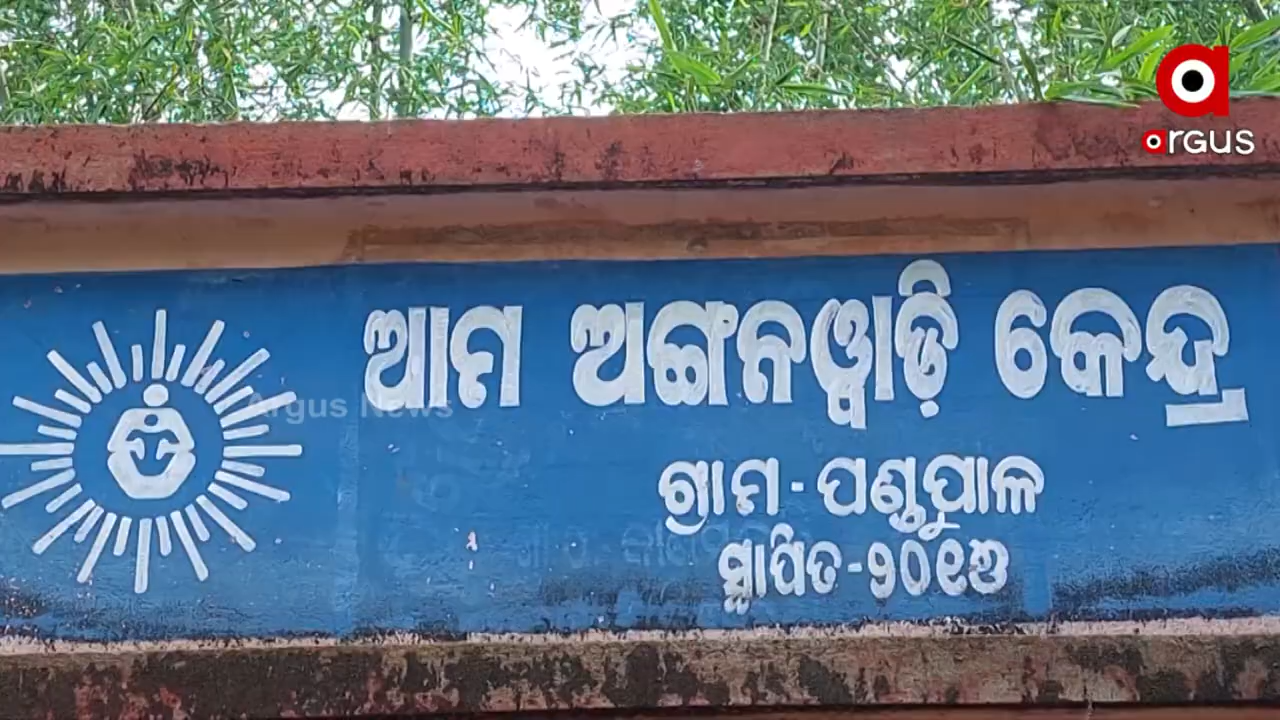 argus
ଆମ ଅଙ୍ଗନୱାଡ଼ି କେନ୍ଦ୍ର
Argus News
ଗ୍ରାମ-ପଣ୍ଡୁପାଳ
ସ୍ଥାପିତ-୨୦୧୬